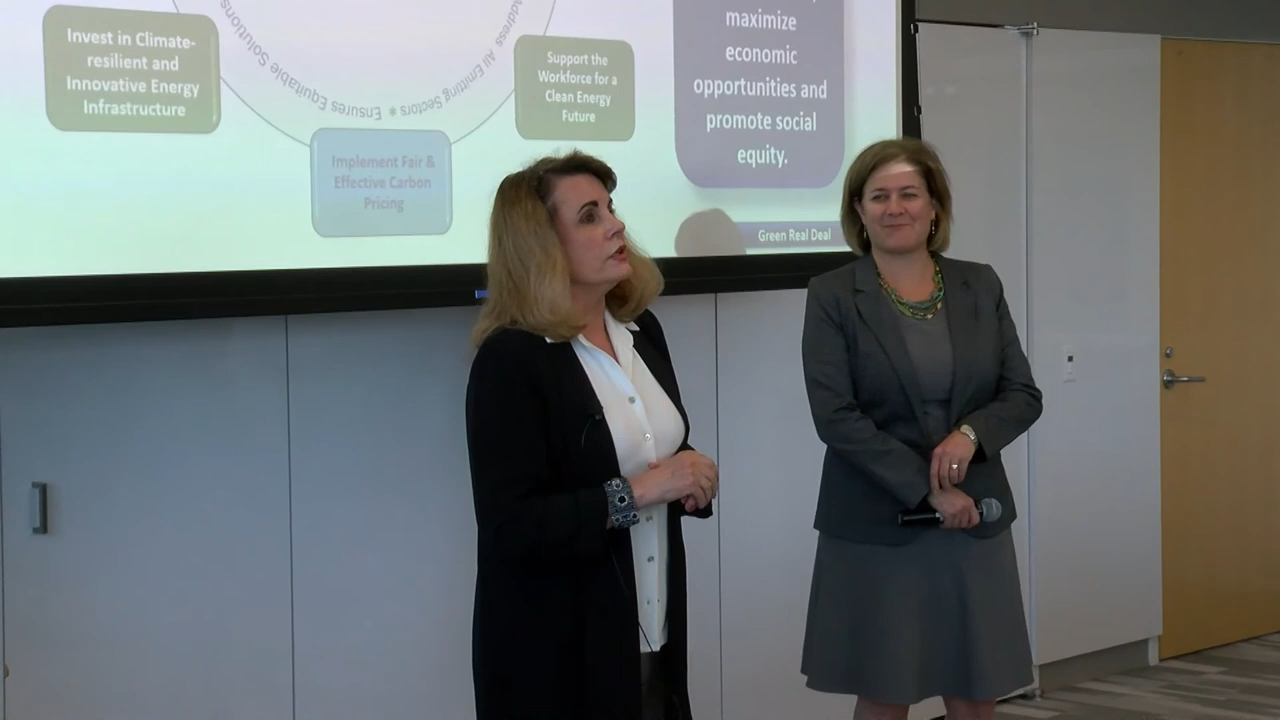 Invest in Climate-
resilient and
Innovative Energy
Infrastructure
Ensures Equitable Solutions
*
Address All Emitting Sectors
Implement Fair &
Effective Carbon
Pricing
Support the
Workforce for a
Clean Energy
Future
maximize
economic
opportunities and
promote social
equity.
Green Real Deal